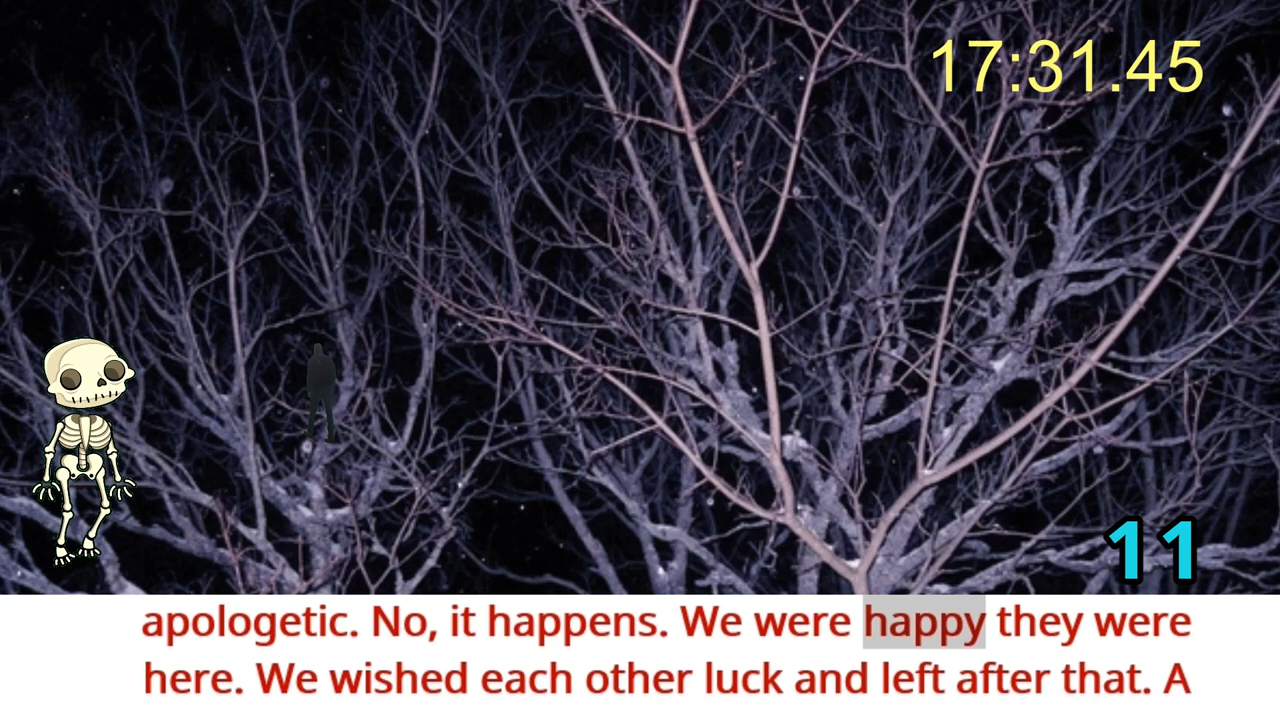 17:31.45
11
apologetic. No, it happens. We were happy they were
here. We wished each other luck and left after that. A